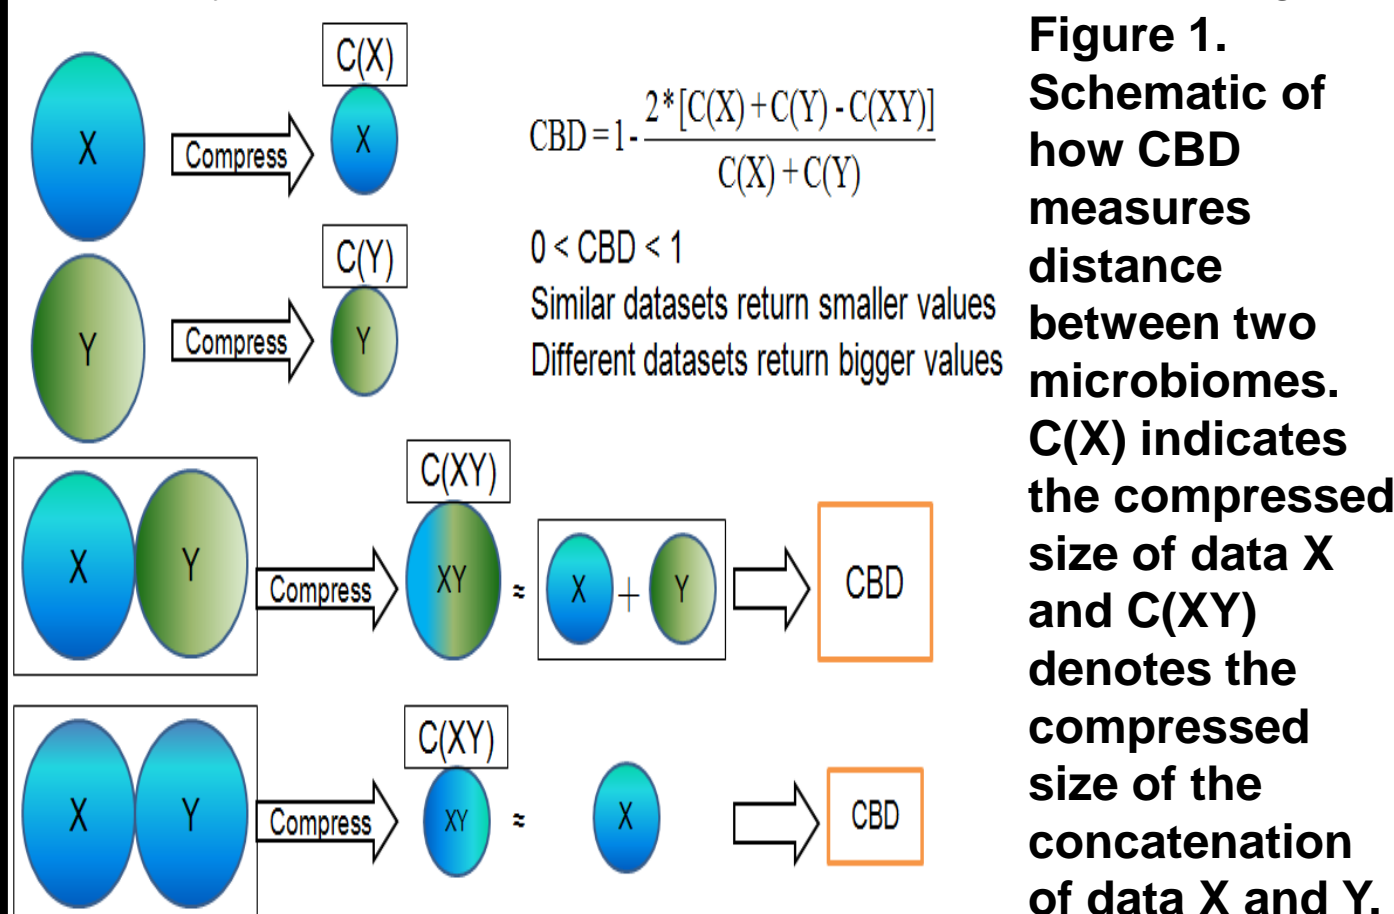 C(X)
X
Compress
X
CBD=1-2*[C(X)+C(Y)-C(XY)]
C(X)+C(Y)
C(Y)
Y
Compress
Y
0 < CBD < 1
Similar datasets return smaller values
Different datasets return bigger values
C(XY)
X Y
Compress
XY
≈
X + Y
CBD
C(XY)
X Y
Compress
XY
≈
X
CBD
Figure 1.
Schematic of
how CBD
measures
distance
between two
microbiomes.
C(X) indicates
the compressed
size of data X
and C(XY)
denotes the
compressed
size of the
concatenation
of data X and Y.